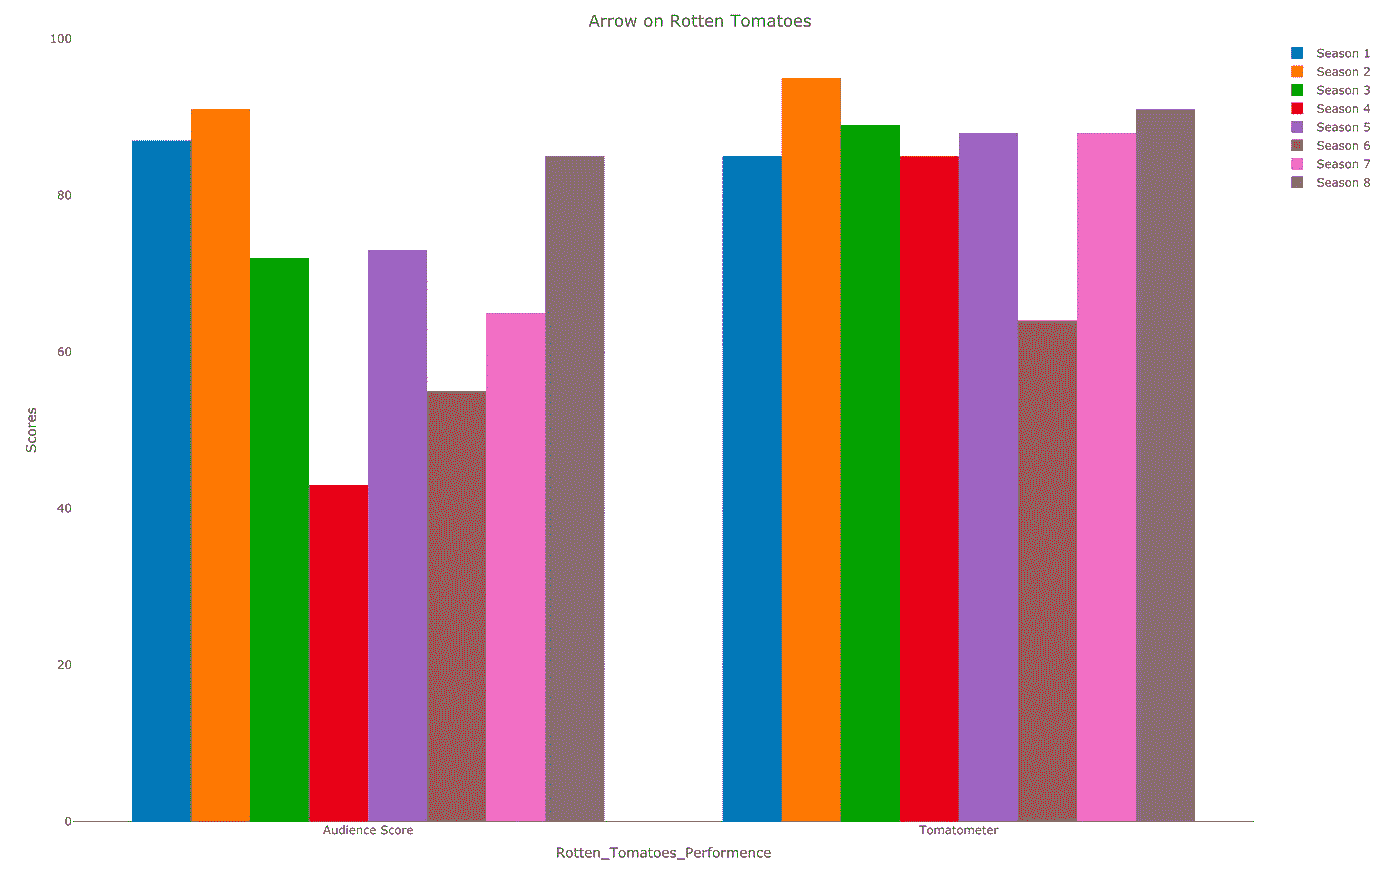 Arrow on Rotten Tomatoes
100
80
60
40
20
0
Scores
Audience Score
Tomatometer
Rotten_Tomatoes_Performence
Season 1
Season 2
Season 3
Season 4
Season 5
Season 6
Season 7
Season 8